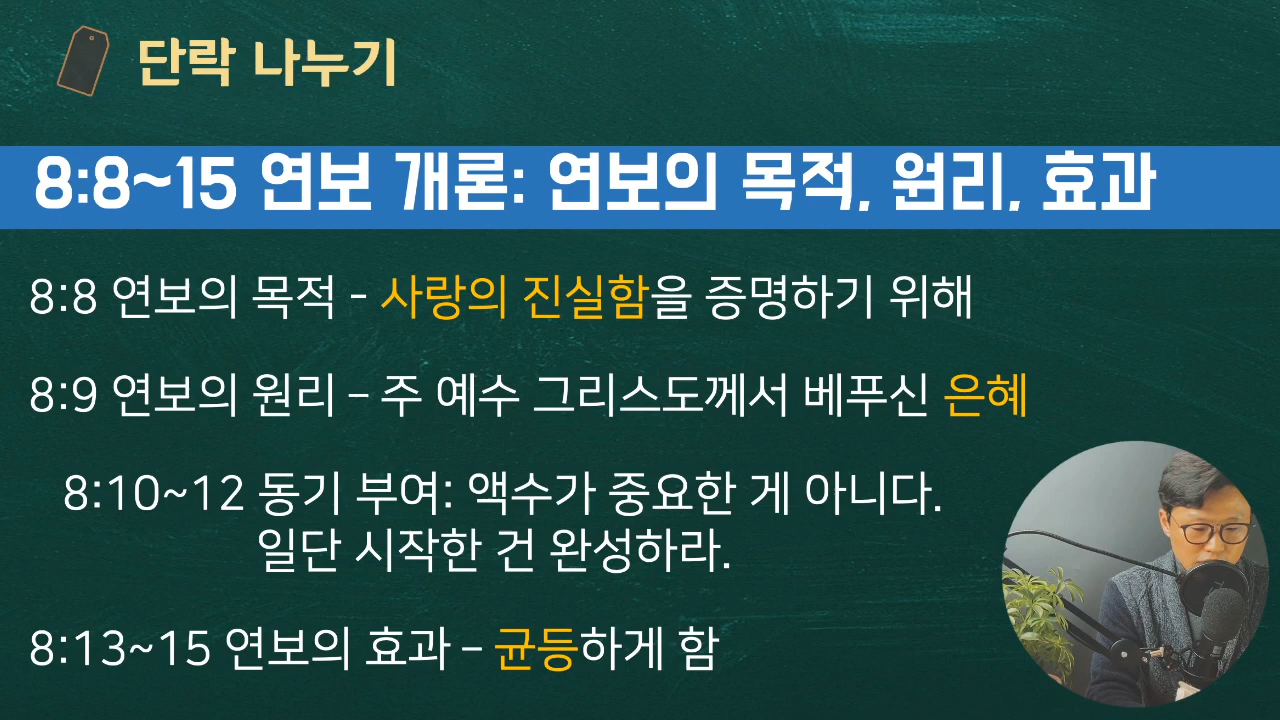 단락 나누기
8:8~15 연보 개론: 연보의 목적, 원리, 효과
8:8 연보의 목적 - 사랑의 진실함을 증명하기 위해
8:9 연보의 원리 – 주 예수 그리스도께서 베푸신 은혜
8:10~12 동기 부여: 액수가 중요한 게 아니다.
일단 시작한 건 완성하라.
8:13~15 연보의 효과 – 균등하게 함